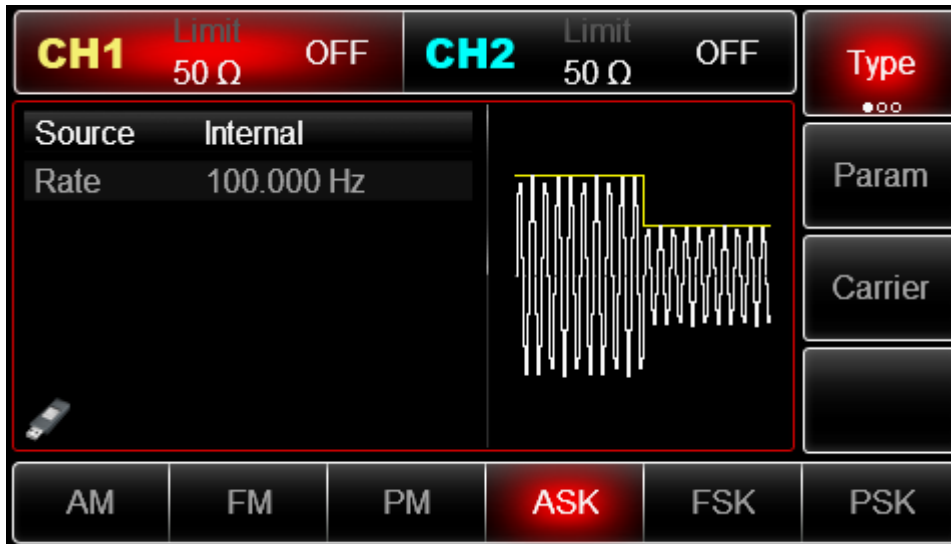 CH1 Limit 50 Ω OFF CH2 Limit 50 Ω OFF Type
Source Internal
Rate 100.000 Hz
Param
Carrier
AM FM PM ASK FSK PSK